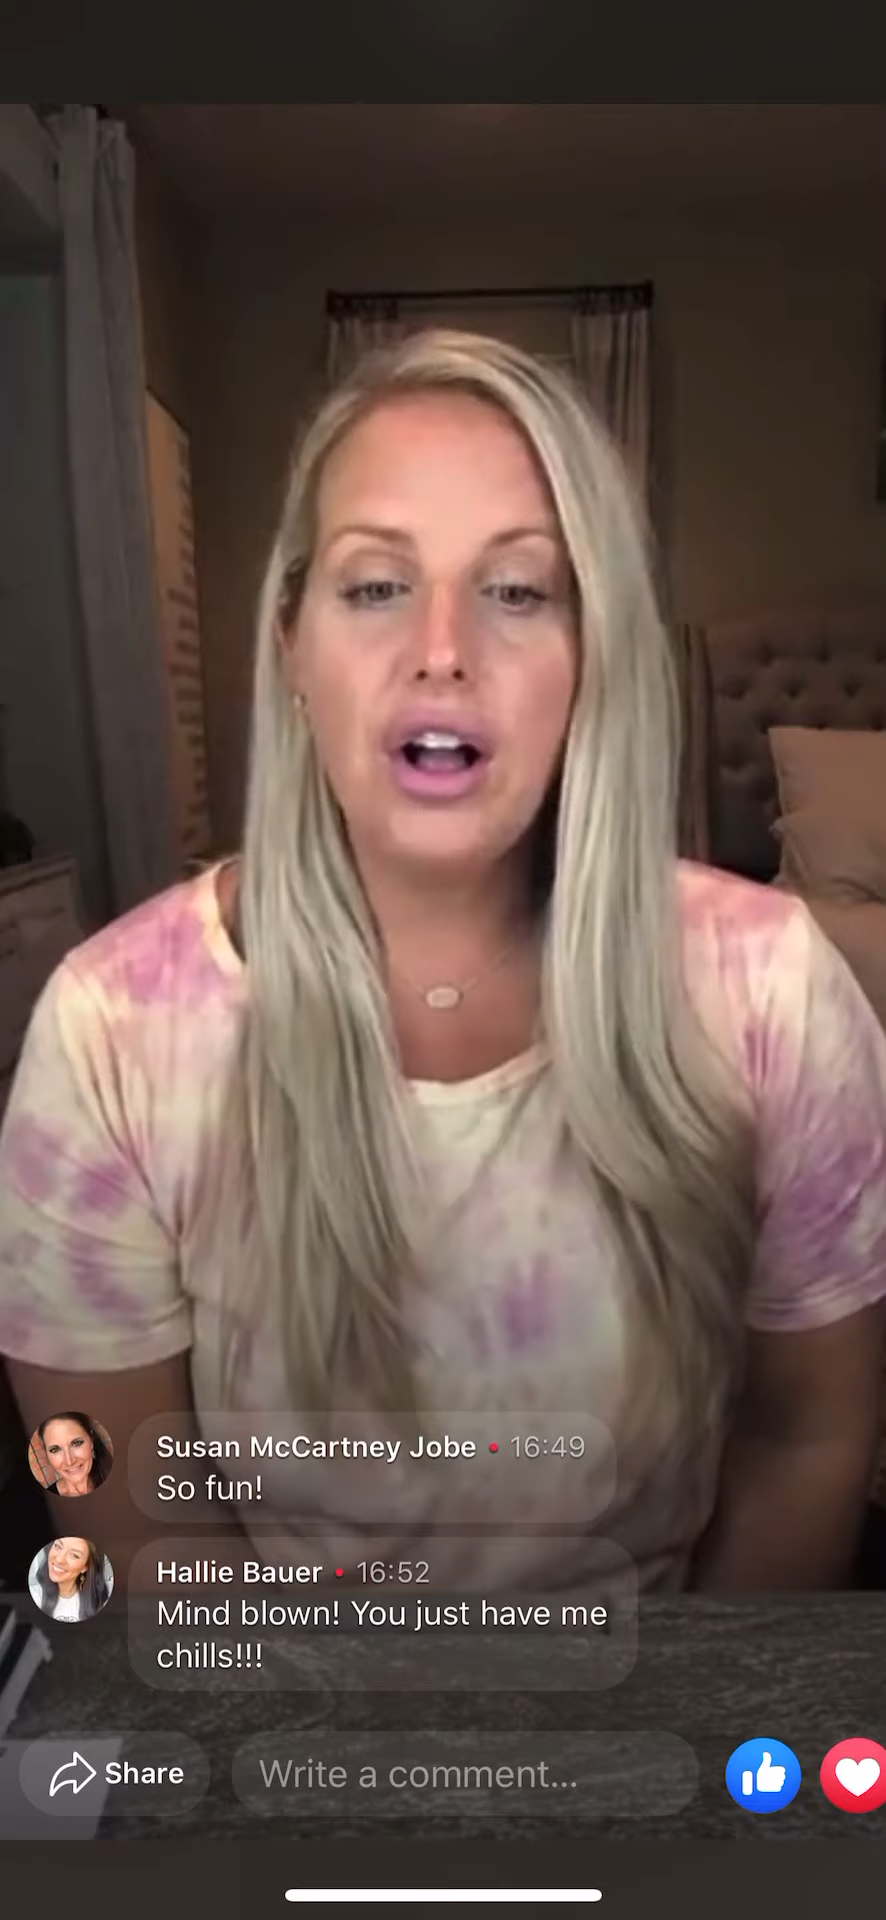 Susan McCartney Jobe • 16:49
So fun!
Hallie Bauer • 16:52
Mind blown! You just have me
chills!!!
Share
Write a comment...